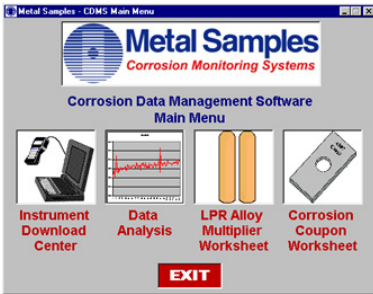 Metal Samples - CDMS Main Menu
Metal Samples
Corrosion Monitoring Systems
Corrosion Data Management Software
Main Menu
Instrument
Download
Center
Data
Analysis
LPR Alloy
Multiplier
Worksheet
Corrosion
Coupon
Worksheet
EXIT